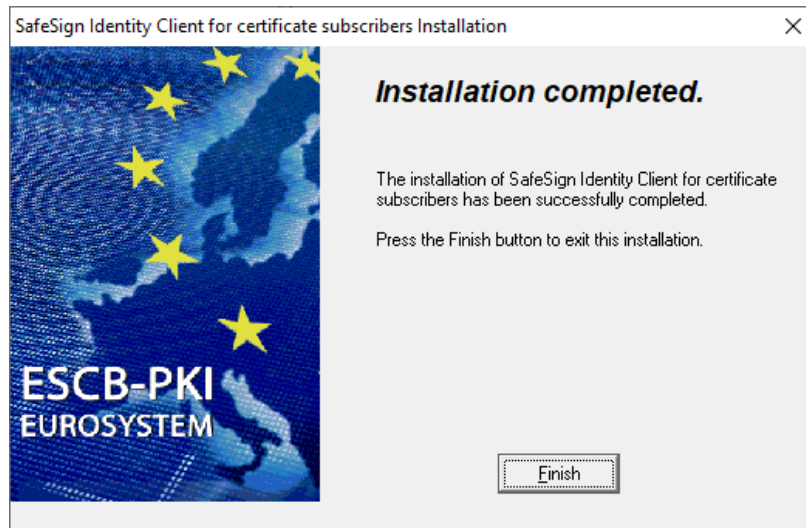 SafeSign Identity Client for certificate subscribers Installation
Installation completed.
The installation of SafeSign Identity Client for certificate
subscribers has been successfully completed.
Press the Finish button to exit this installation.
ESCB-PKI
EUROSYSTEM
Finish